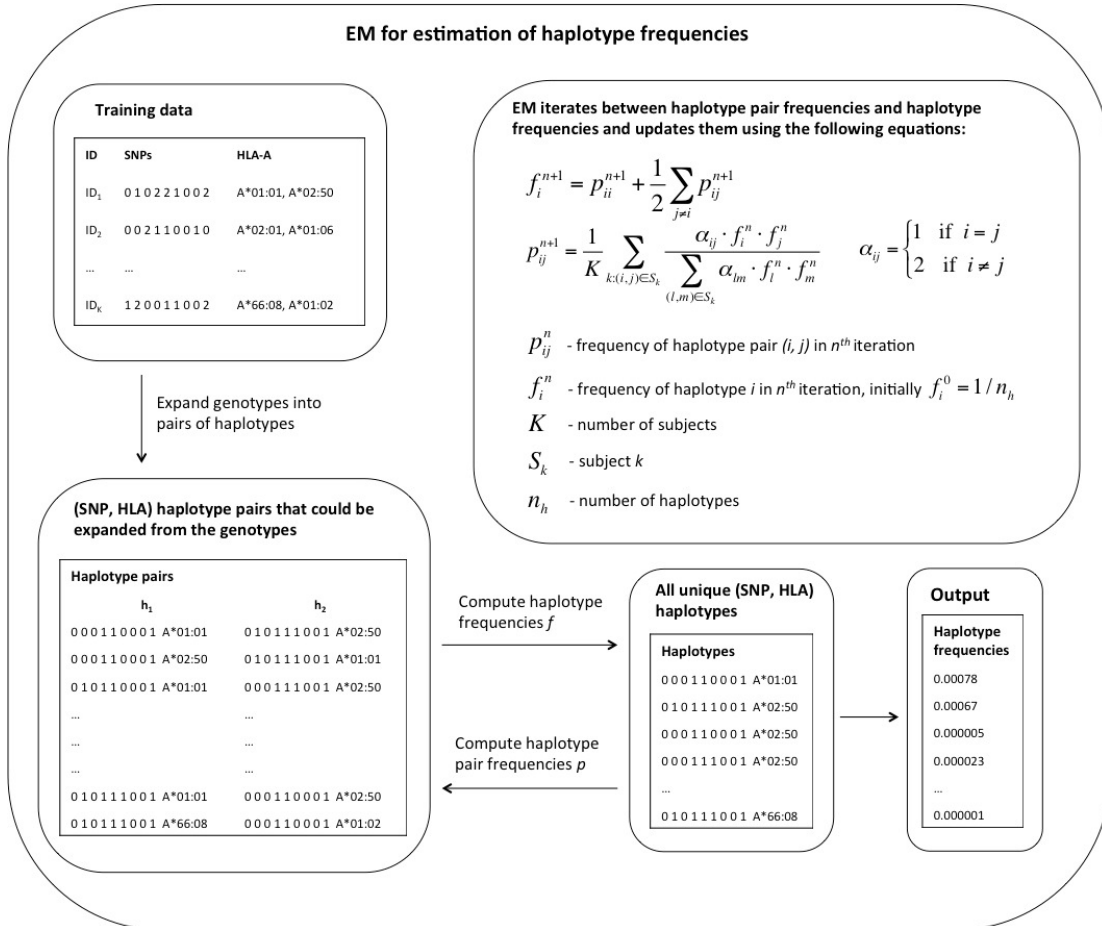 EM for estimation of haplotype frequencies
Training data
ID SNPs HLA-A
ID₁ 0 1 0 2 2 1 0 0 2 A*01:01, A*02:50
ID₂ 0 0 2 1 1 0 0 1 0 A*02:01, A*01:06
... ... ...
ID_K 1 2 0 0 1 1 0 0 2 A*66:08, A*01:02
Expand genotypes into
pairs of haplotypes
EM iterates between haplotype pair frequencies and haplotype
frequencies and updates them using the following equations:
f_i^{n+1} = p_{ii}^{n+1} + \frac{1}{2} \sum_{j≠i} p_{ij}^{n+1}
p_{ij}^{n+1} = \frac{1}{K} \sum_{k:(i,j)∈S_k} \frac{α_{ij} · f_i^n · f_j^n}{\sum_{(l,m)∈S_k} α_{lm} · f_l^n · f_m^n} α_{ij} = { 1 if i = j
2 if i ≠ j
p_{ij}^n - frequency of haplotype pair (i, j) in n^{th} iteration
f_i^n - frequency of haplotype i in n^{th} iteration, initially f_i^0 = 1/n_h
K - number of subjects
S_k - subject k
n_h - number of haplotypes
(SNP, HLA) haplotype pairs that could be
expanded from the genotypes
Haplotype pairs
h₁ h₂
0 0 0 1 1 0 0 0 1 A*01:01 0 1 0 1 1 1 0 0 1 A*02:50
0 0 0 1 1 0 0 0 1 A*02:50 0 1 0 1 1 1 0 0 1 A*01:01
0 1 0 1 1 0 0 0 1 A*01:01 0 0 0 1 1 1 0 0 1 A*02:50
... ...
... ...
... ...
0 1 0 1 1 1 0 0 1 A*01:01 0 0 0 1 1 0 0 0 1 A*02:50
0 1 0 1 1 1 0 0 1 A*66:08 0 0 0 1 1 0 0 0 1 A*01:02
Compute haplotype
frequencies f
Compute haplotype
pair frequencies p
All unique (SNP, HLA)
haplotypes
Haplotypes
0 0 0 1 1 0 0 0 1 A*01:01
0 1 0 1 1 1 0 0 1 A*02:50
0 0 0 1 1 0 0 0 1 A*02:50
0 0 0 1 1 1 0 0 1 A*02:50
...
0 1 0 1 1 1 0 0 1 A*66:08
Output
Haplotype
frequencies
0.00078
0.00067
0.000005
0.000023
...
0.000001